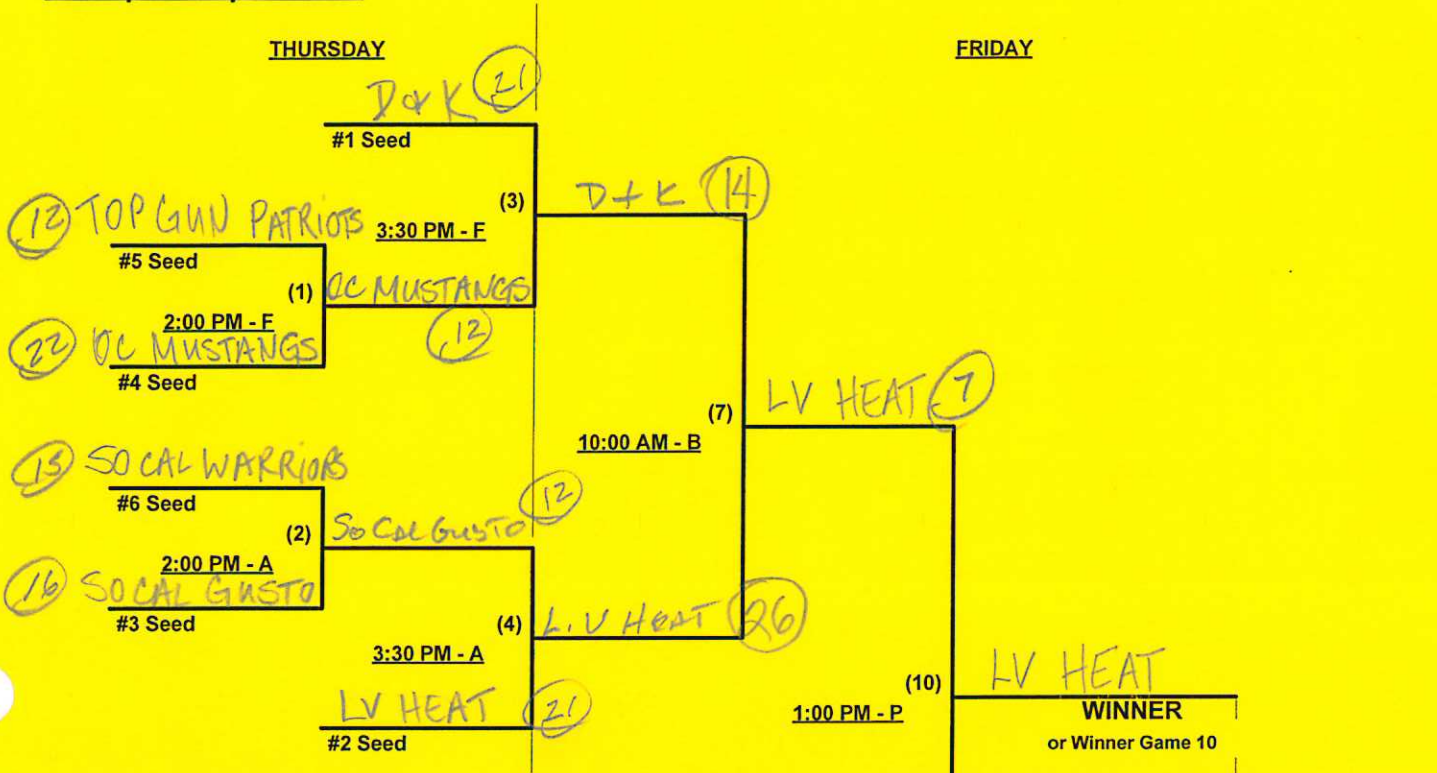 THURSDAY
FRIDAY
D & K 21
#1 Seed
(3)
D + K 14
12 TOP GUN PATRIOTS
3:30 PM - F
#5 Seed
(1)
OC MUSTANGS
2:00 PM - F
12
22 OC MUSTANGS
#4 Seed
LV HEAT 7
(7)
10:00 AM - B
15 SO CAL WARRIORS
#6 Seed
12
(2)
So Cal Gusto
2:00 PM - A
16 SO CAL GUSTO
#3 Seed
(4)
L.V HEAT 26
3:30 PM - A
LV HEAT
(10)
LV HEAT 21
1:00 PM - P
WINNER
#2 Seed
or Winner Game 10